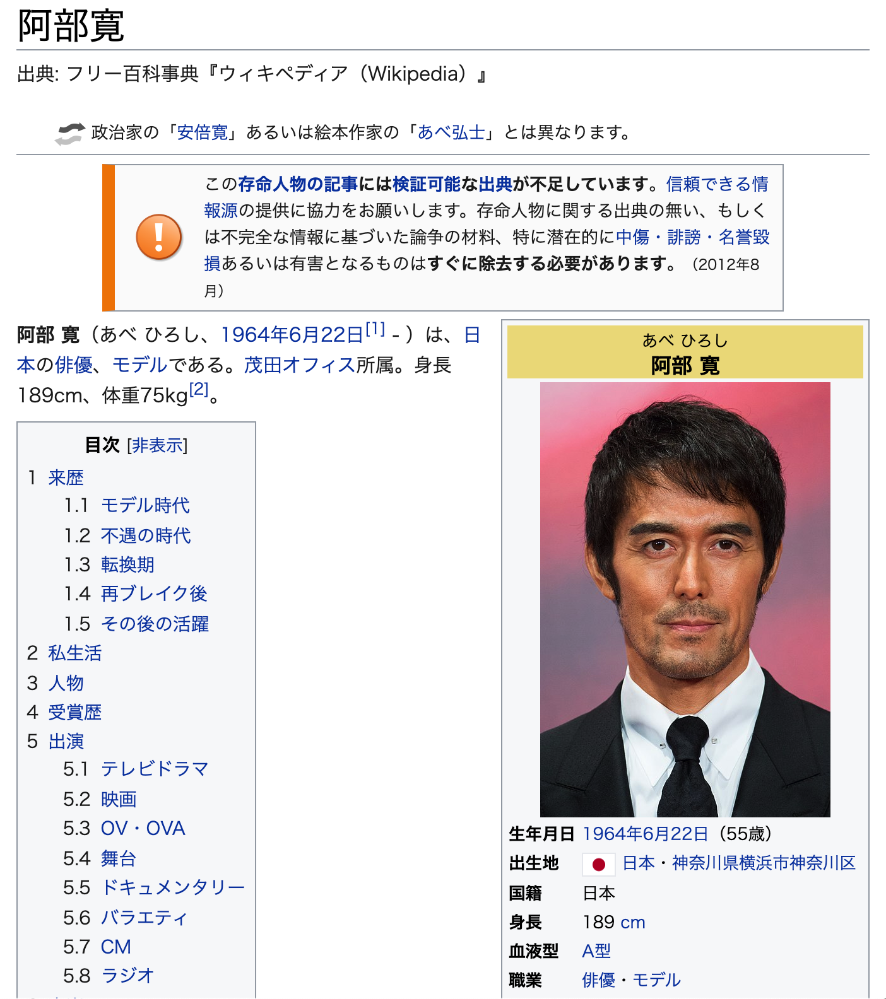 阿部寛
出典: フリー百科事典『ウィキペディア（Wikipedia）』
政治家の「安倍寛」あるいは絵本作家の「あべ弘士」とは異なります。
この存命人物の記事には検証可能な出典が不足しています。信頼できる情
報源の提供に協力をお願いします。存命人物に関する出典の無い、もしく
は不完全な情報に基づいた論争の材料、特に潜在的に中傷・誹謗・名誉毀
損あるいは有害となるものはすぐに除去する必要があります。（2012年8
月）
阿部 寛（あべ ひろし、1964年6月22日[1] - ）は、日
本の俳優、モデルである。茂田オフィス所属。身長
189cm、体重75kg[2]。
目次 [非表示]
1 来歴
1.1 モデル時代
1.2 不遇の時代
1.3 転換期
1.4 再ブレイク後
1.5 その後の活躍
2 私生活
3 人物
4 受賞歴
5 出演
5.1 テレビドラマ
5.2 映画
5.3 OV・OVA
5.4 舞台
5.5 ドキュメンタリー
5.6 バラエティ
5.7 CM
5.8 ラジオ
あべ ひろし
阿部 寛
生年月日 1964年6月22日（55歳）
出生地 日本・神奈川県横浜市神奈川区
国籍 日本
身長 189 cm
血液型 A型
職業 俳優・モデル